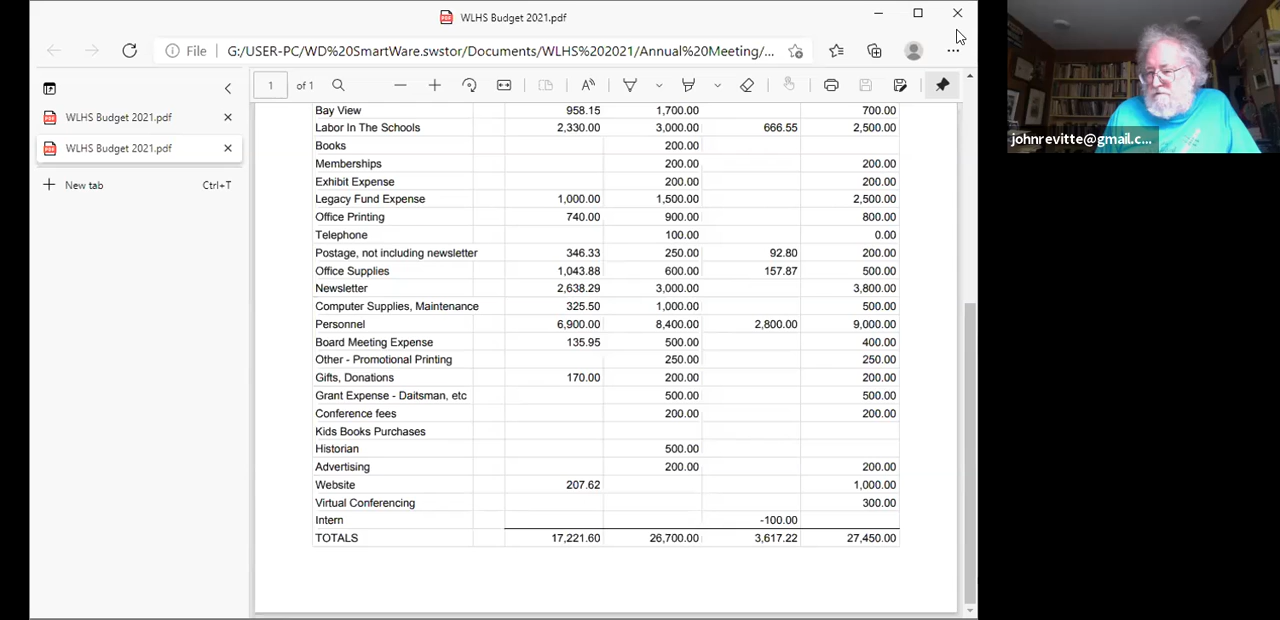 WLHS Budget 2021.pdf
File G:/USER-PC/WD%20SmartWare.swstor/Documents/WLHS%202021/Annual%20Meeting/...
1 of 1
WLHS Budget 2021.pdf
WLHS Budget 2021.pdf
New tab Ctrl+T
johnrevitte@gmail.c...
Bay View 958.15 1,700.00 700.00
Labor In The Schools 2,330.00 3,000.00 666.55 2,500.00
Books 200.00
Memberships 200.00 200.00
Exhibit Expense 200.00 200.00
Legacy Fund Expense 1,000.00 1,500.00 2,500.00
Office Printing 740.00 900.00 800.00
Telephone 100.00 0.00
Postage, not including newsletter 346.33 250.00 92.80 200.00
Office Supplies 1,043.88 600.00 157.87 500.00
Newsletter 2,638.29 3,000.00 3,800.00
Computer Supplies, Maintenance 325.50 1,000.00 500.00
Personnel 6,900.00 8,400.00 2,800.00 9,000.00
Board Meeting Expense 135.95 500.00 400.00
Other - Promotional Printing 250.00 250.00
Gifts, Donations 170.00 200.00 200.00
Grant Expense - Daitsman, etc 500.00 500.00
Conference fees 200.00 200.00
Kids Books Purchases
Historian 500.00
Advertising 200.00 200.00
Website 207.62 1,000.00
Virtual Conferencing 300.00
Intern -100.00
TOTALS 17,221.60 26,700.00 3,617.22 27,450.00